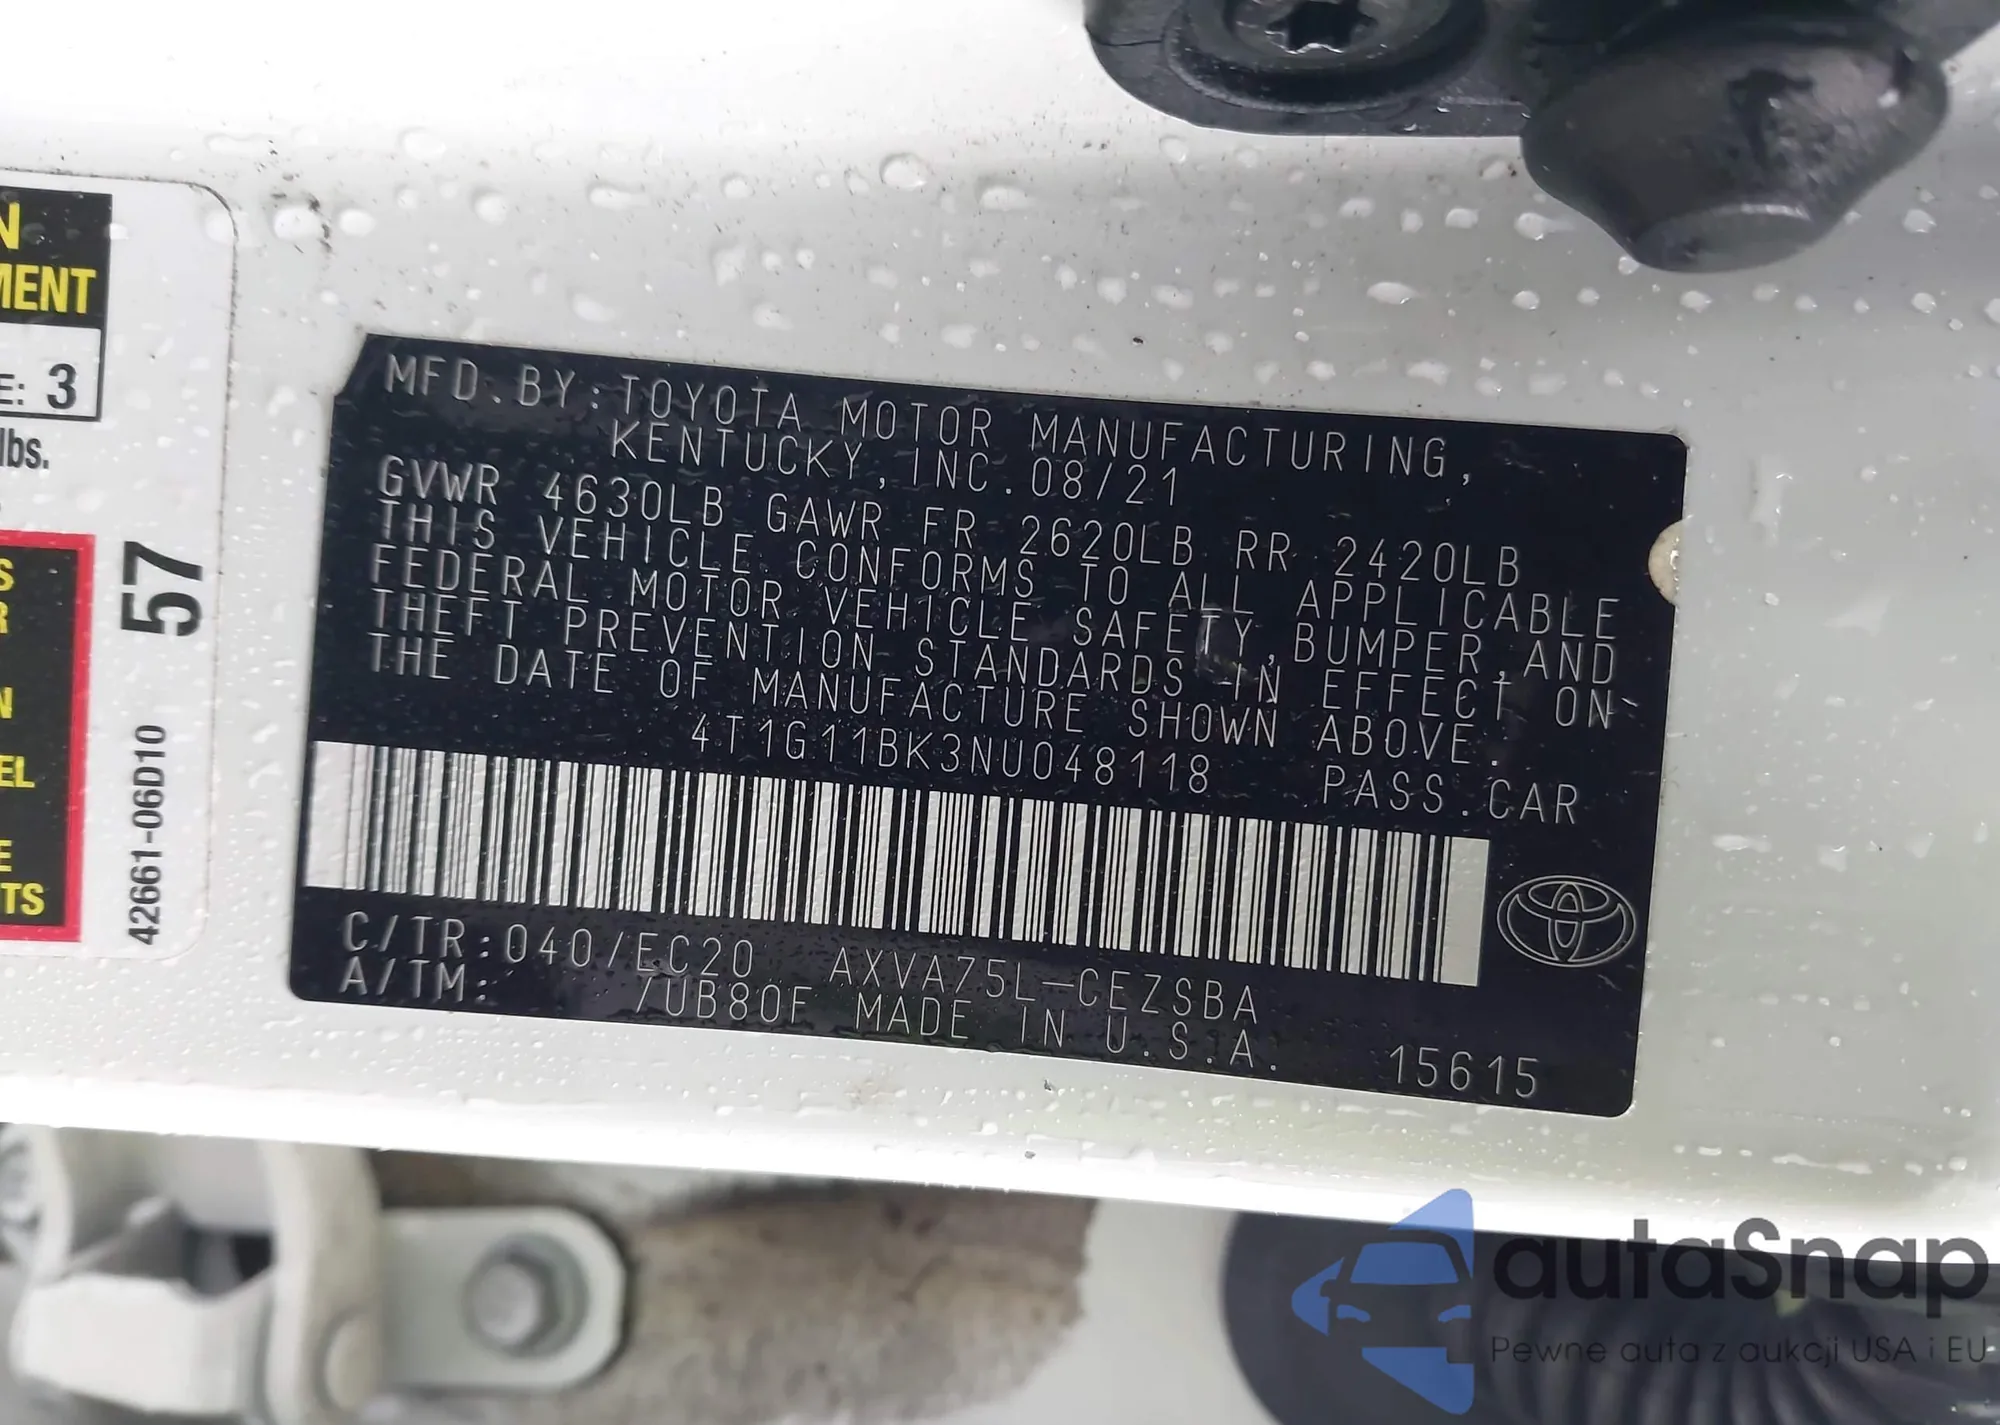 N
MENT
E: 3
lbs.
S
R
N
EL
E
TS
57
42661-06D10
MFD.BY:TOYOTA MOTOR MANUFACTURING,
KENTUCKY,INC.08/21
GVWR 4630LB GAWR FR 2620LB RR 2420LB
THIS VEHICLE CONFORMS TO ALL APPLICABLE
FEDERAL MOTOR VEHICLE SAFETY,BUMPER,AND
THEFT PREVENTION STANDARDS IN EFFECT ON
THE DATE OF MANUFACTURE SHOWN ABOVE.
4T1G11BK3NU048118 PASS.CAR
C/TR:040/EC20 AXVA75L-CEZSBA
A/TM: /UB80F MADE IN U.S.A. 15615
autaSnap
Pewne auta z aukcji USA i EU